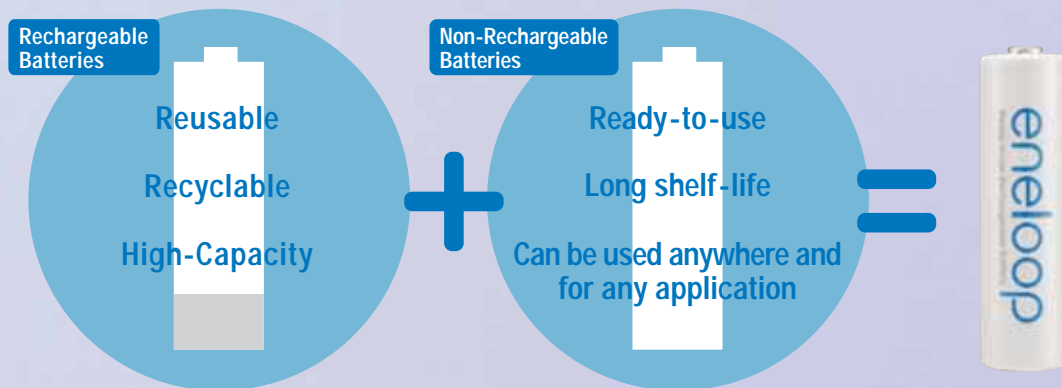 Rechargeable
Batteries
Reusable
Recyclable
High-Capacity
Non-Rechargeable
Batteries
Ready-to-use
Long shelf-life
Can be used anywhere and
for any application
eneloop